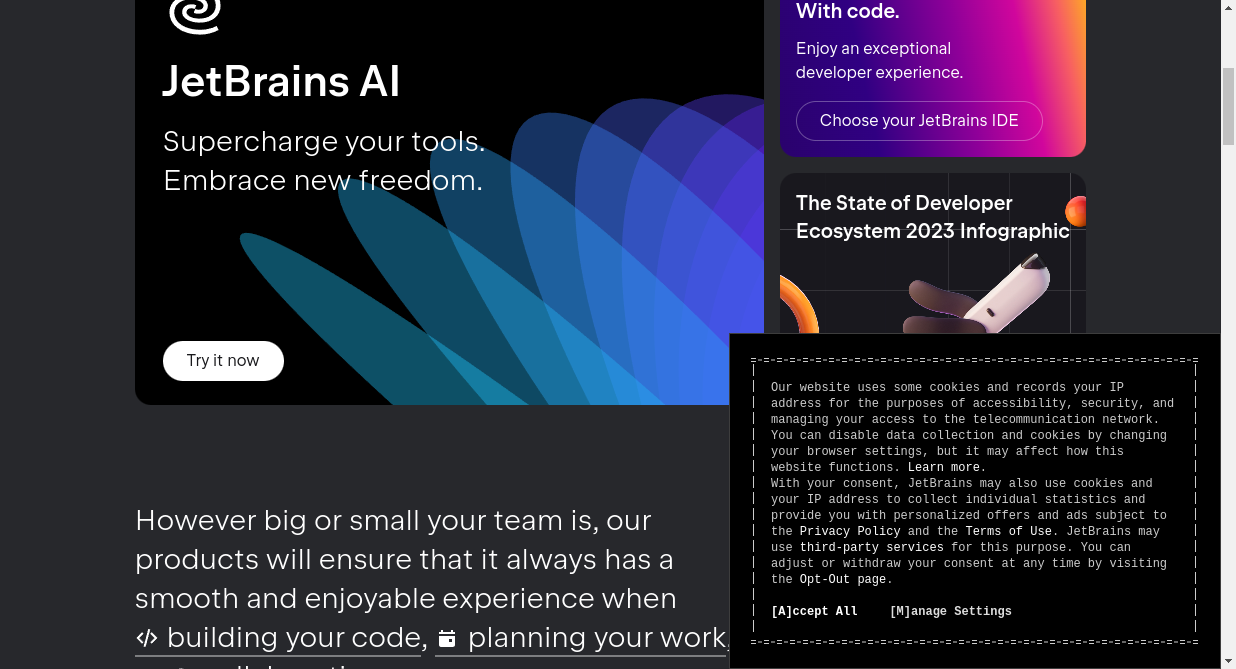 JetBrains AI
Supercharge your tools.
Embrace new freedom.
Try it now
With code.
Enjoy an exceptional
developer experience.
Choose your JetBrains IDE
The State of Developer
Ecosystem 2023 Infographic
However big or small your team is, our
products will ensure that it always has a
smooth and enjoyable experience when
building your code, planning your work,
Our website uses some cookies and records your IP
address for the purposes of accessibility, security, and
managing your access to the telecommunication network.
You can disable data collection and cookies by changing
your browser settings, but it may affect how this
website functions. Learn more.
With your consent, JetBrains may also use cookies and
your IP address to collect individual statistics and
provide you with personalized offers and ads subject to
the Privacy Policy and the Terms of Use. JetBrains may
use third-party services for this purpose. You can
adjust or withdraw your consent at any time by visiting
the Opt-Out page.
[A]ccept All [M]anage Settings